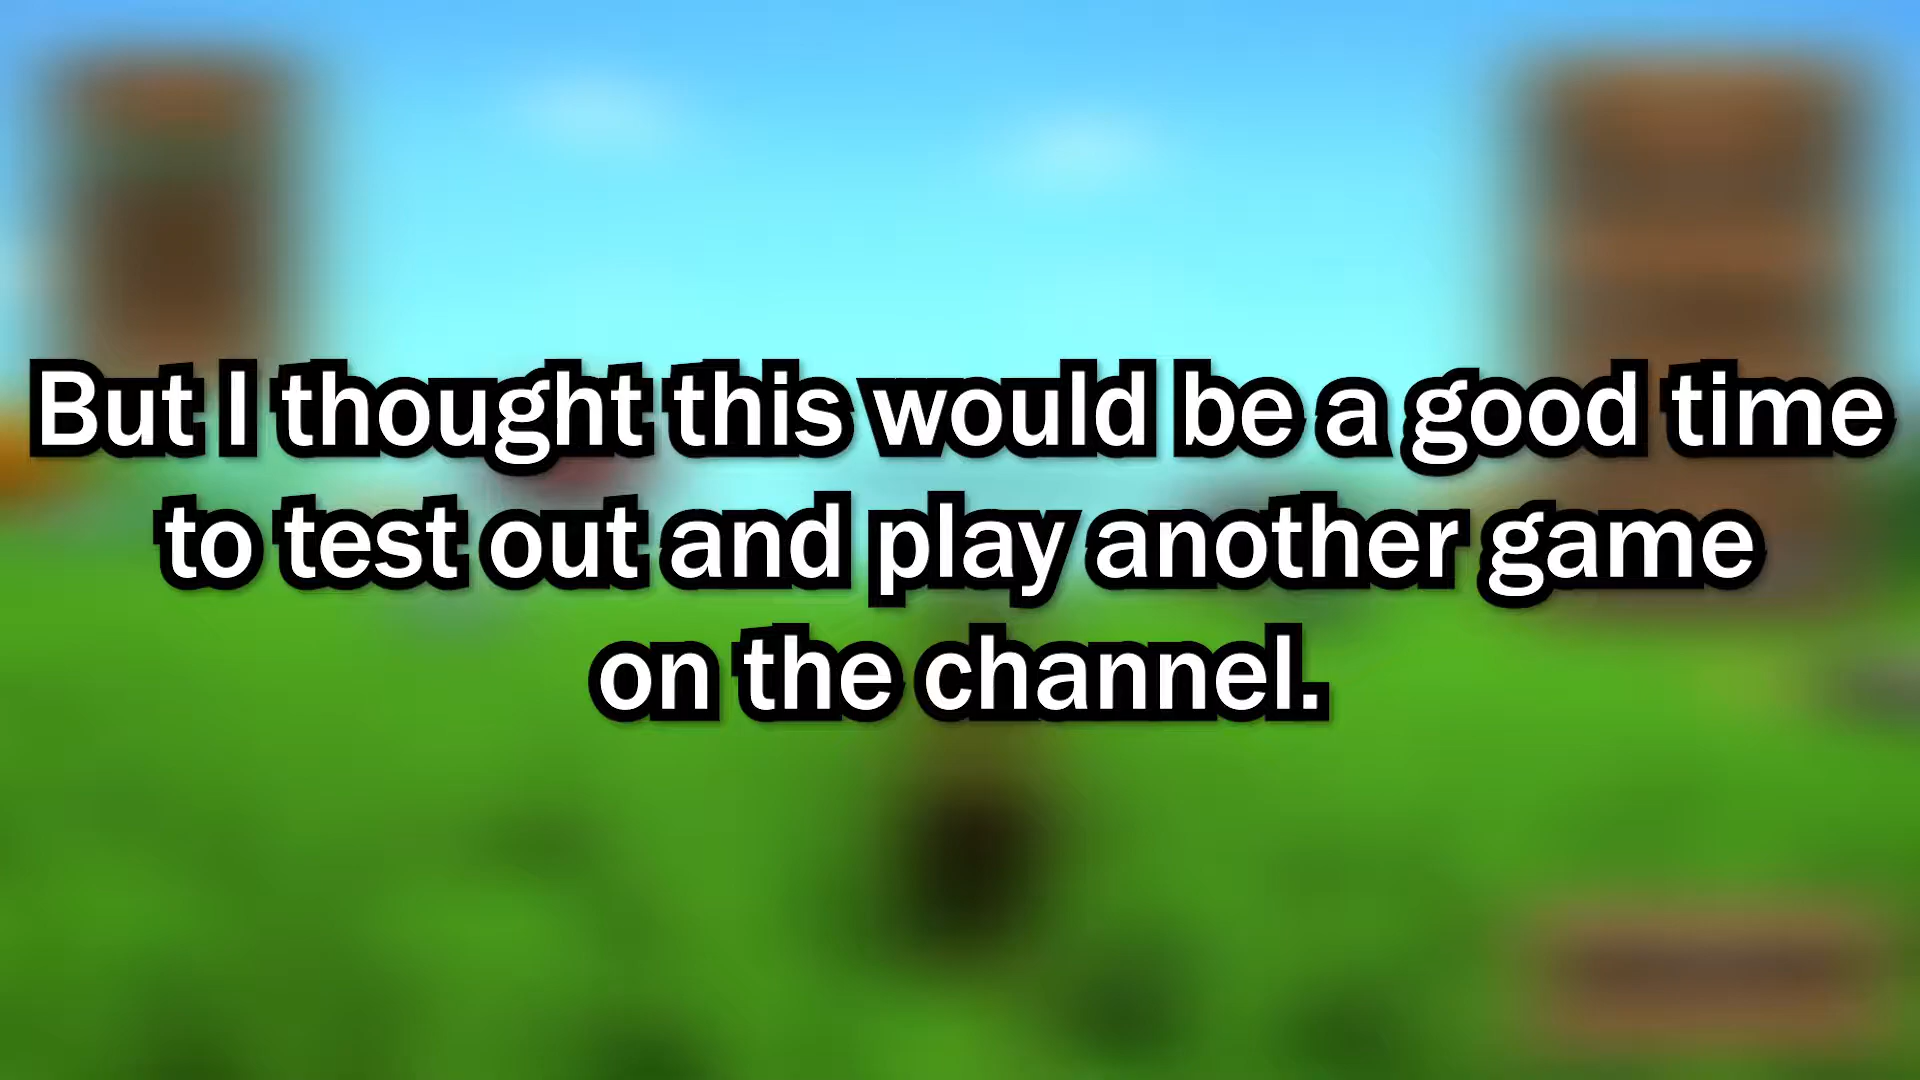 But I thought this would be a good time
to test out and play another game
on the channel.